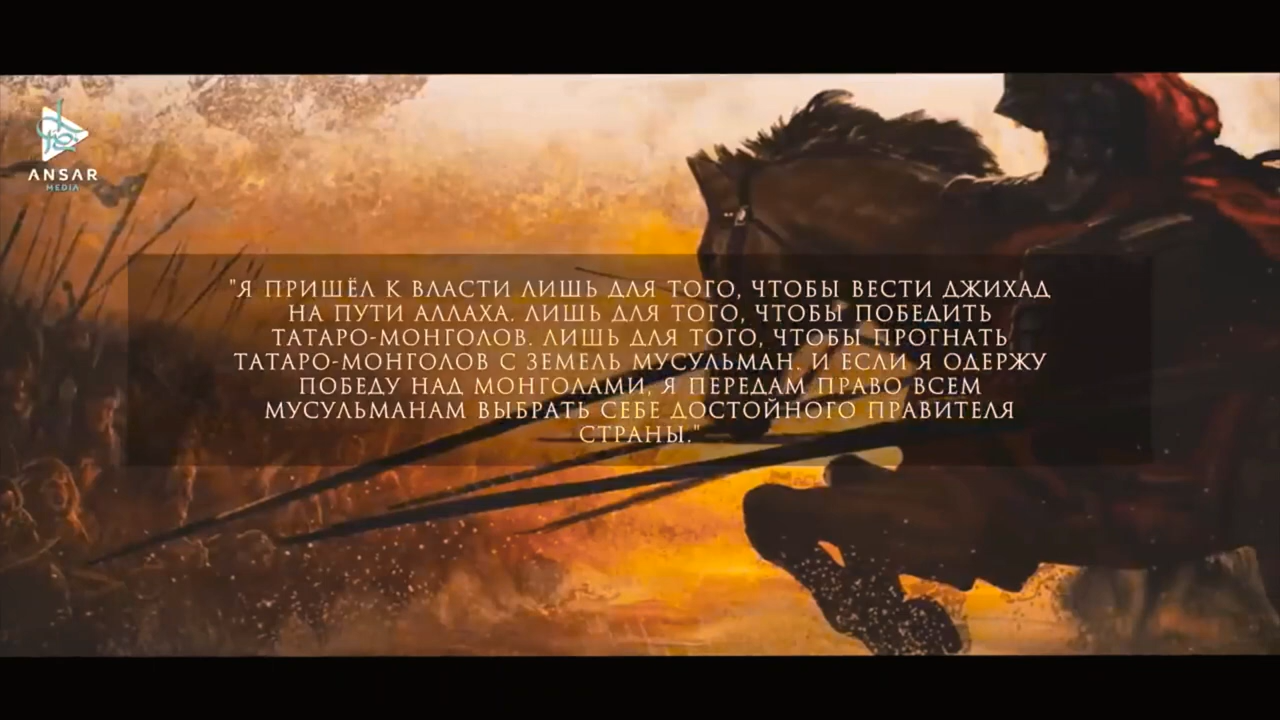 ANSAR
MEDIA
"Я ПРИШЁЛ К ВЛАСТИ ЛИШЬ ДЛЯ ТОГО, ЧТОБЫ ВЕСТИ ДЖИХАД
НА ПУТИ АЛЛАХА. ЛИШЬ ДЛЯ ТОГО, ЧТОБЫ ПОБЕДИТЬ
ТАТАРО-МОНГОЛОВ. ЛИШЬ ДЛЯ ТОГО, ЧТОБЫ ПРОГНАТЬ
ТАТАРО-МОНГОЛОВ С ЗЕМЕЛЬ МУСУЛЬМАН. И ЕСЛИ Я ОДЕРЖУ
ПОБЕДУ НАД МОНГОЛАМИ, Я ПЕРЕДАМ ПРАВО ВСЕМ
МУСУЛЬМАНАМ ВЫБРАТЬ СЕБЕ ДОСТОЙНОГО ПРАВИТЕЛЯ
СТРАНЫ."